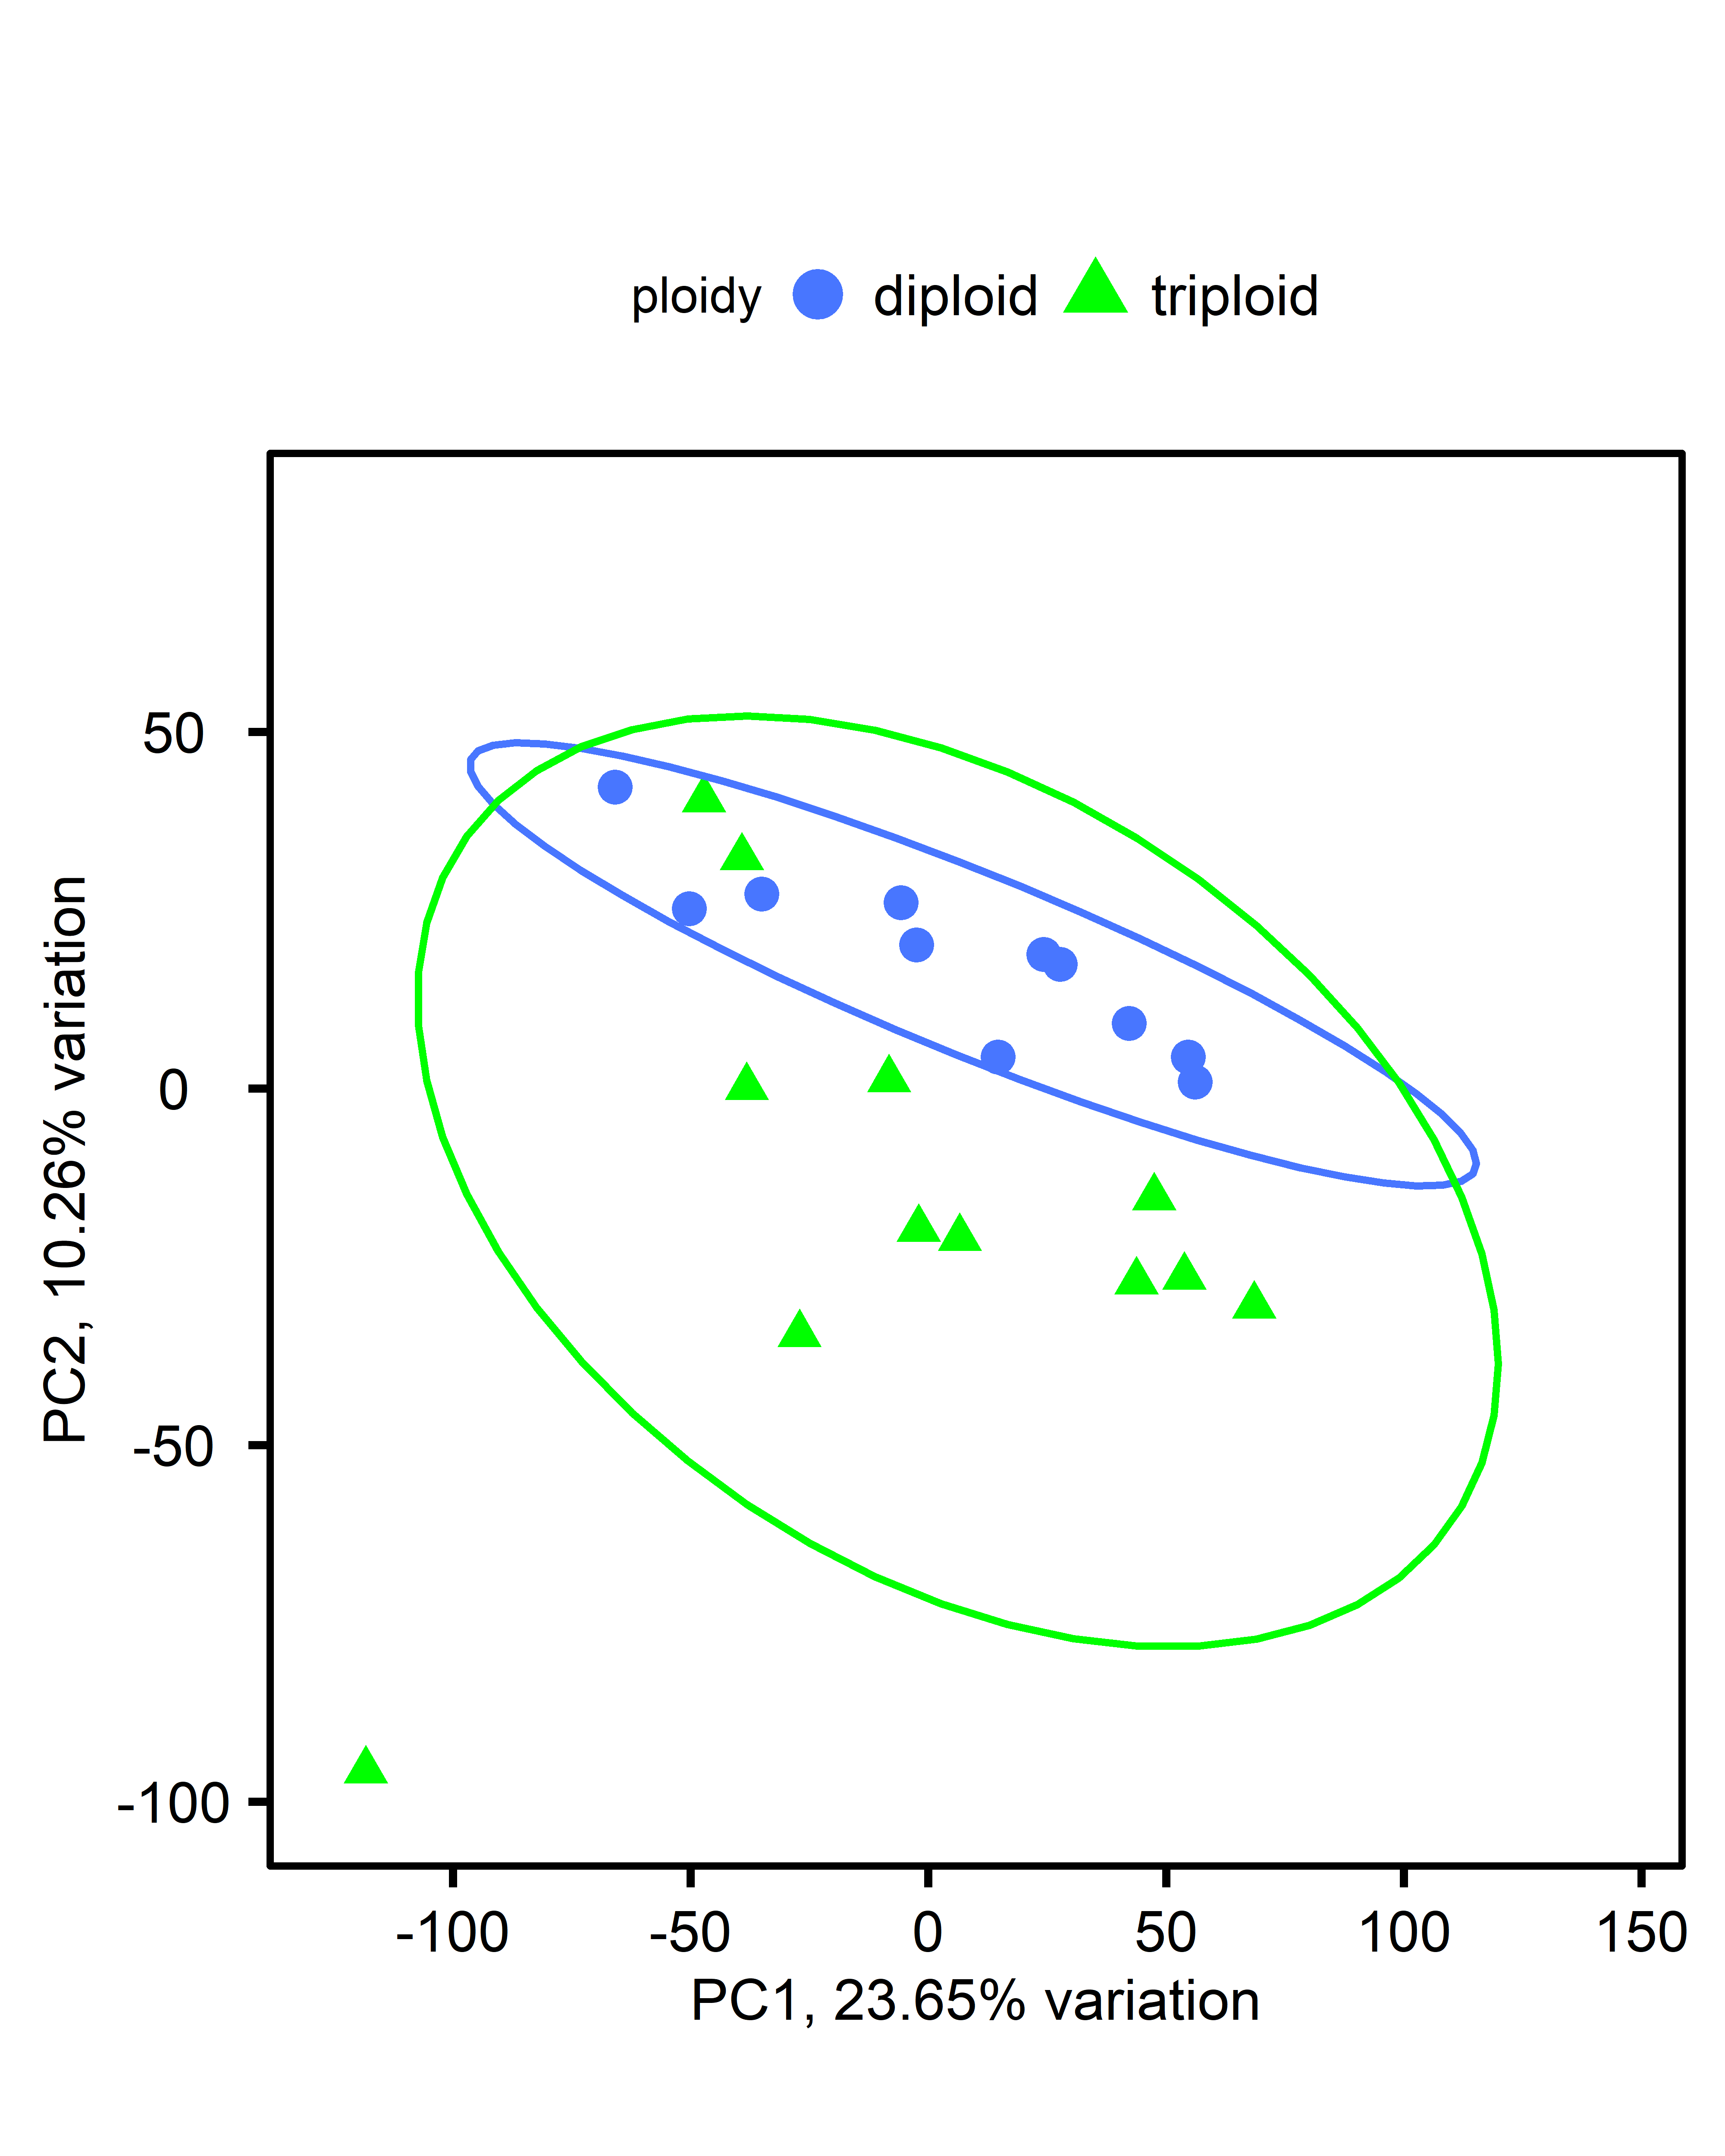 ploidy diploid triploid
50
0
-50
-100
PC2, 10.26% variation
-100 -50 0 50 100 150
PC1, 23.65% variation